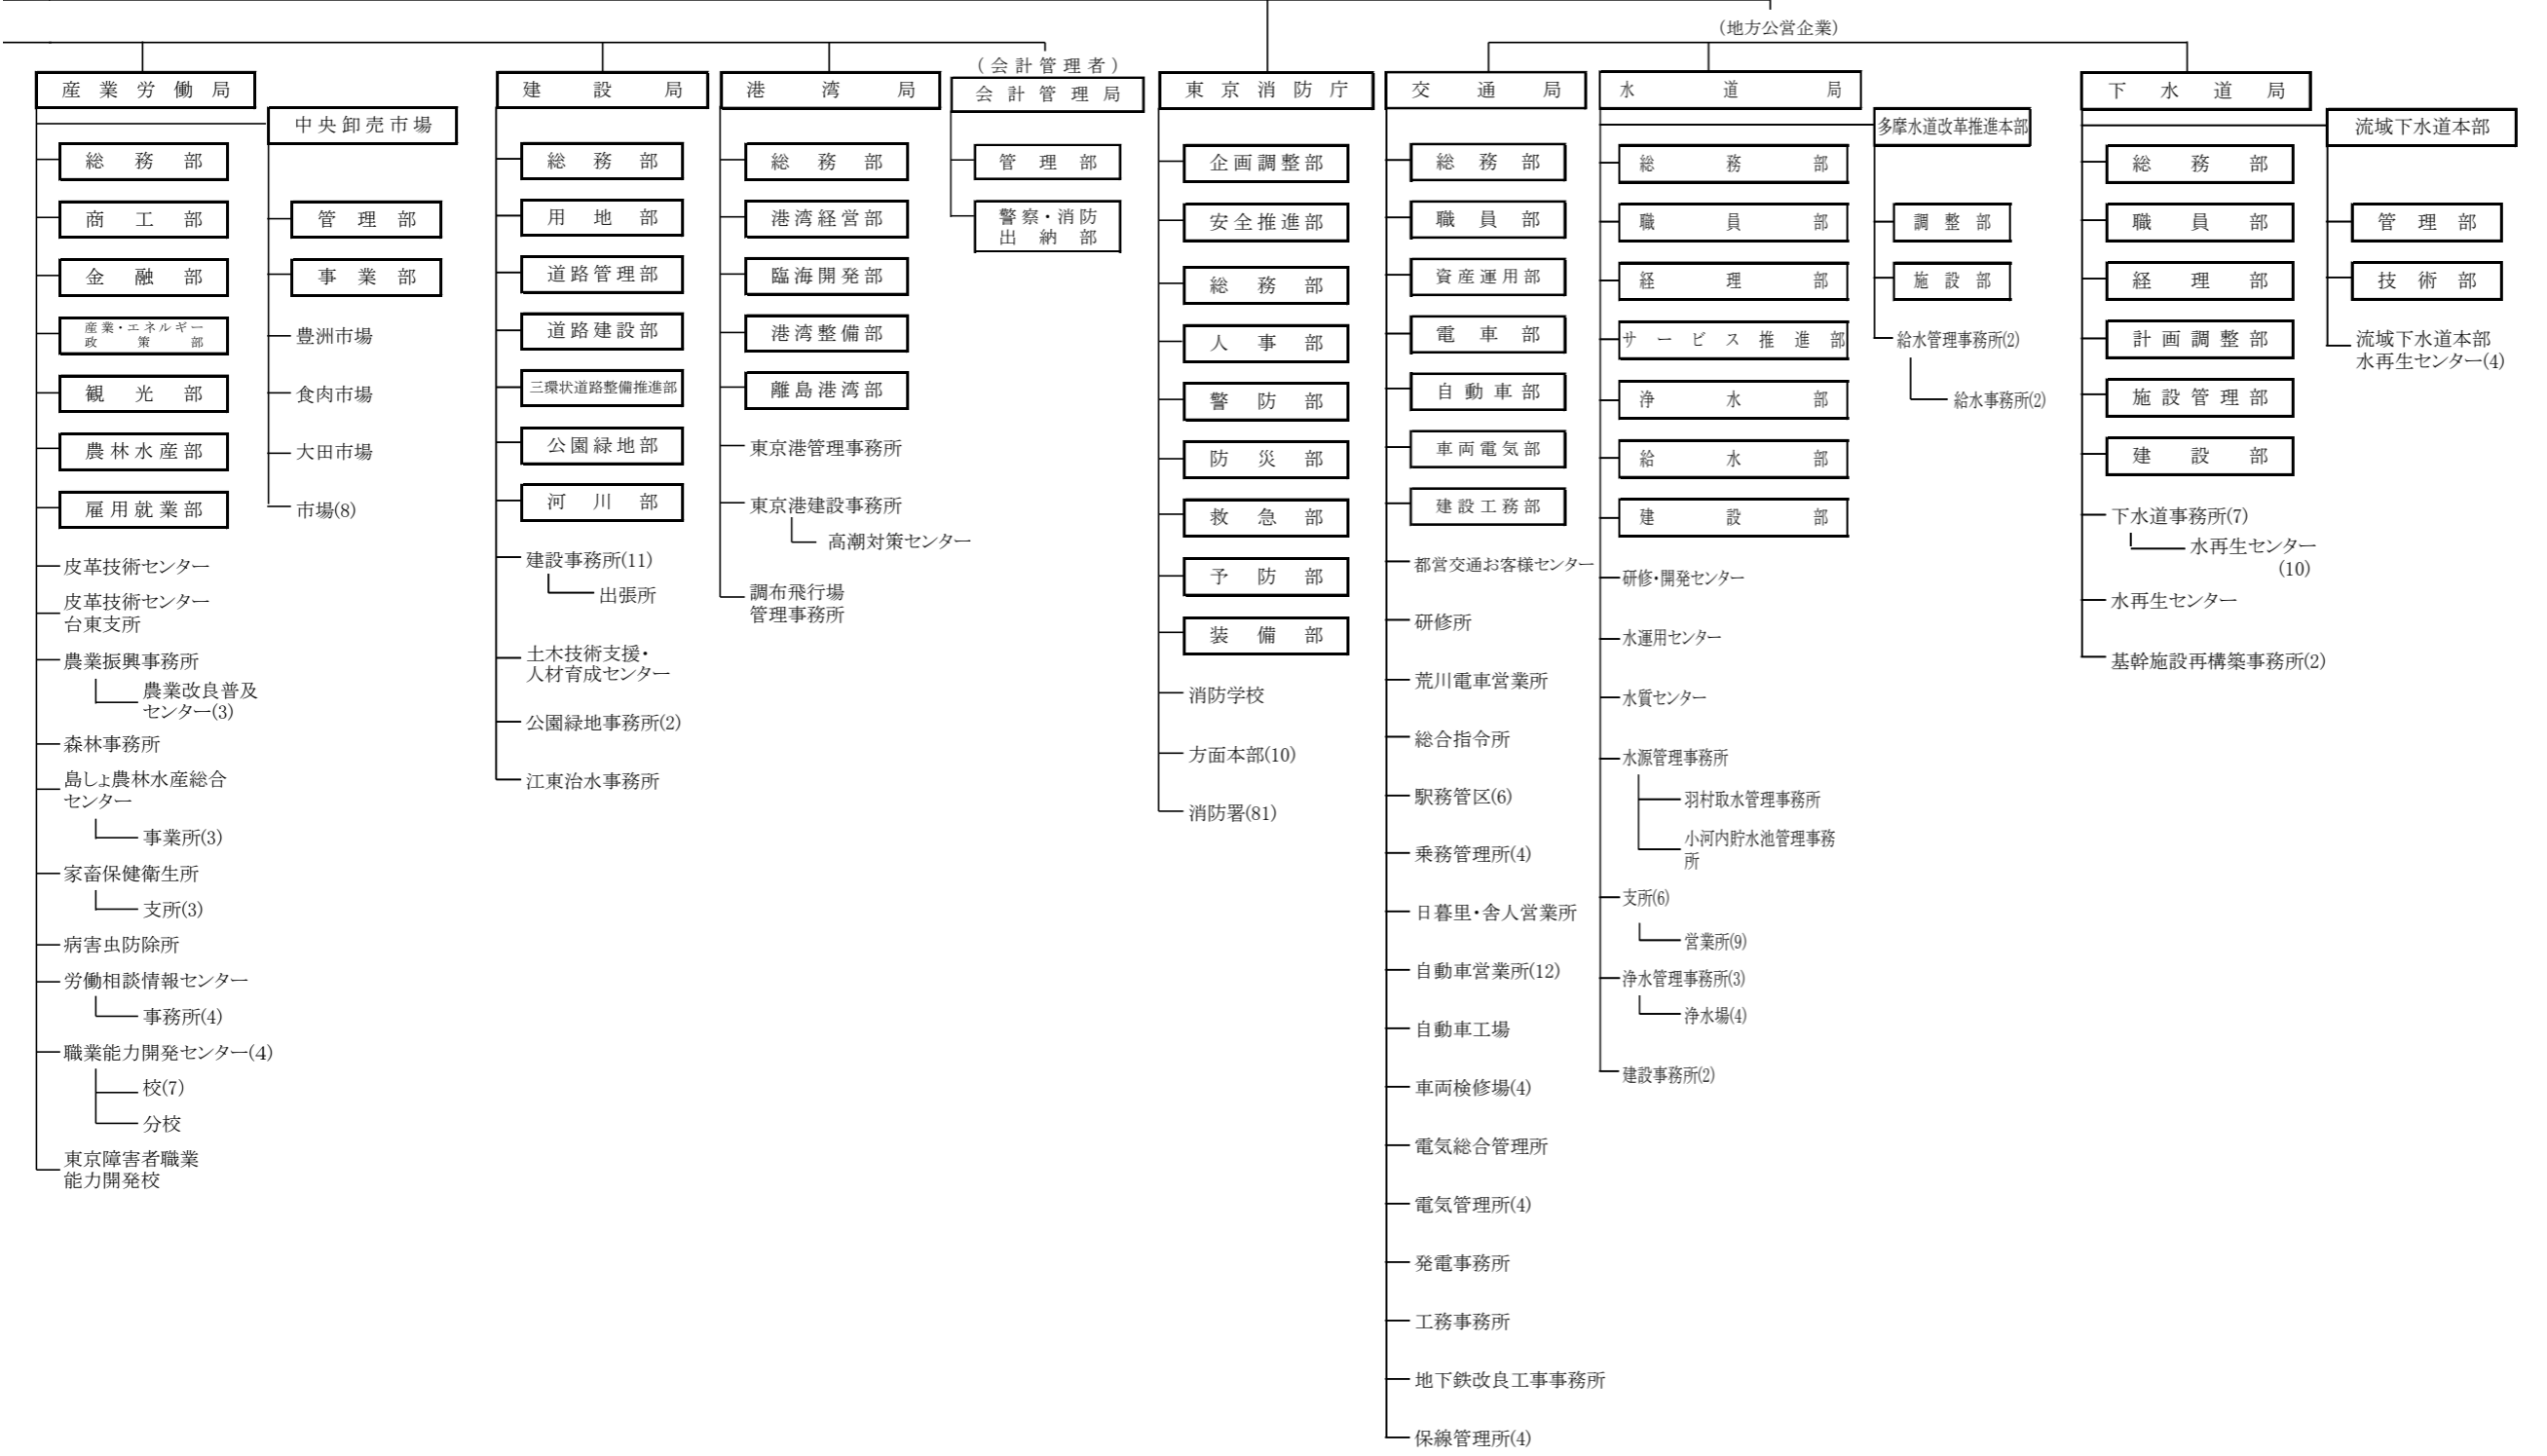 (地方公営企業)
産業労働局
中央卸売市場
総務部
商工部
金融部
産業・エネルギー
政策部
観光部
農林水産部
雇用就業部
皮革技術センター
皮革技術センター
台東支所
農業振興事務所
農業改良普及
センター(3)
森林事務所
島しょ農林水産総合
センター
事業所(3)
家畜保健衛生所
支所(3)
病害虫防除所
労働相談情報センター
事務所(4)
職業能力開発センター(4)
校(7)
分校
東京障害者職業
能力開発校
管理部
事業部
豊洲市場
食肉市場
大田市場
市場(8)
建設局
総務部
用地部
道路管理部
道路建設部
三環状道路整備推進部
公園緑地部
河川部
建設事務所(11)
出張所
土木技術支援・
人材育成センター
公園緑地事務所(2)
江東治水事務所
港湾局
総務部
港湾経営部
臨海開発部
港湾整備部
離島港湾部
東京港管理事務所
東京港建設事務所
高潮対策センター
調布飛行場
管理事務所
(会計管理者)
会計管理局
管理部
警察・消防
出納部
東京消防庁
企画調整部
安全推進部
総務部
人事部
警防部
防災部
救急部
予防部
装備部
消防学校
方面本部(10)
消防署(81)
交通局
総務部
職員部
資産運用部
電車部
自動車部
車両電気部
建設工務部
都営交通お客様センター
研修所
荒川電車営業所
総合指令所
駅務管区(6)
乗務管理所(4)
日暮里・舎人営業所
自動車営業所(12)
自動車工場
車両検修場(4)
電気総合管理所
電気管理所(4)
発電事務所
工務事務所
地下鉄改良工事事務所
保線管理所(4)
水道局
多摩水道改革推進本部
総務部
職員部
経理部
サービス推進部
浄水部
給水部
建設部
研修・開発センター
水運用センター
水質センター
水源管理事務所
羽村取水管理事務所
小河内貯水池管理事務
所
支所(6)
営業所(9)
浄水管理事務所(3)
浄水場(4)
建設事務所(2)
調整部
施設部
給水管理事務所(2)
給水事務所(2)
下水道局
流域下水道本部
総務部
職員部
経理部
計画調整部
施設管理部
建設部
下水道事務所(7)
水再生センター
(10)
水再生センター
基幹施設再構築事務所(2)
管理部
技術部
流域下水道本部
水再生センター(4)